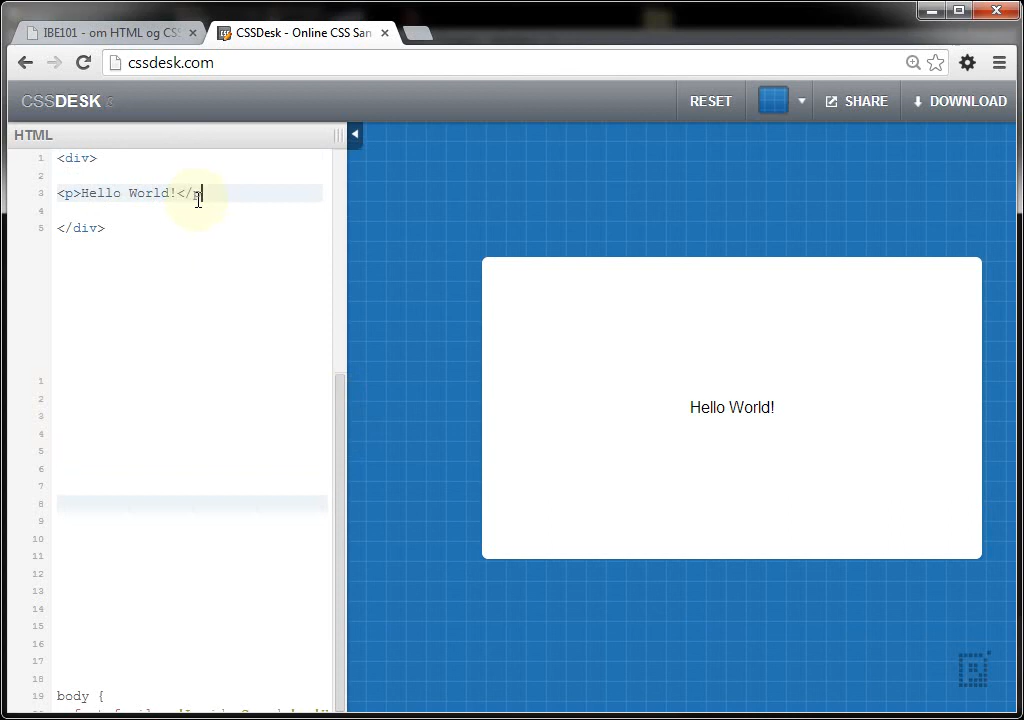 IBE101 - om HTML og CSS
CSSDesk - Online CSS San
cssdesk.com
CSSDESK
RESET
SHARE
DOWNLOAD
HTML
1 <div>
2
3 <p>Hello World!</p
4
5 </div>
Hello World!
1
2
3
4
5
6
7
8
9
10
11
12
13
14
15
16
17
18
19 body {